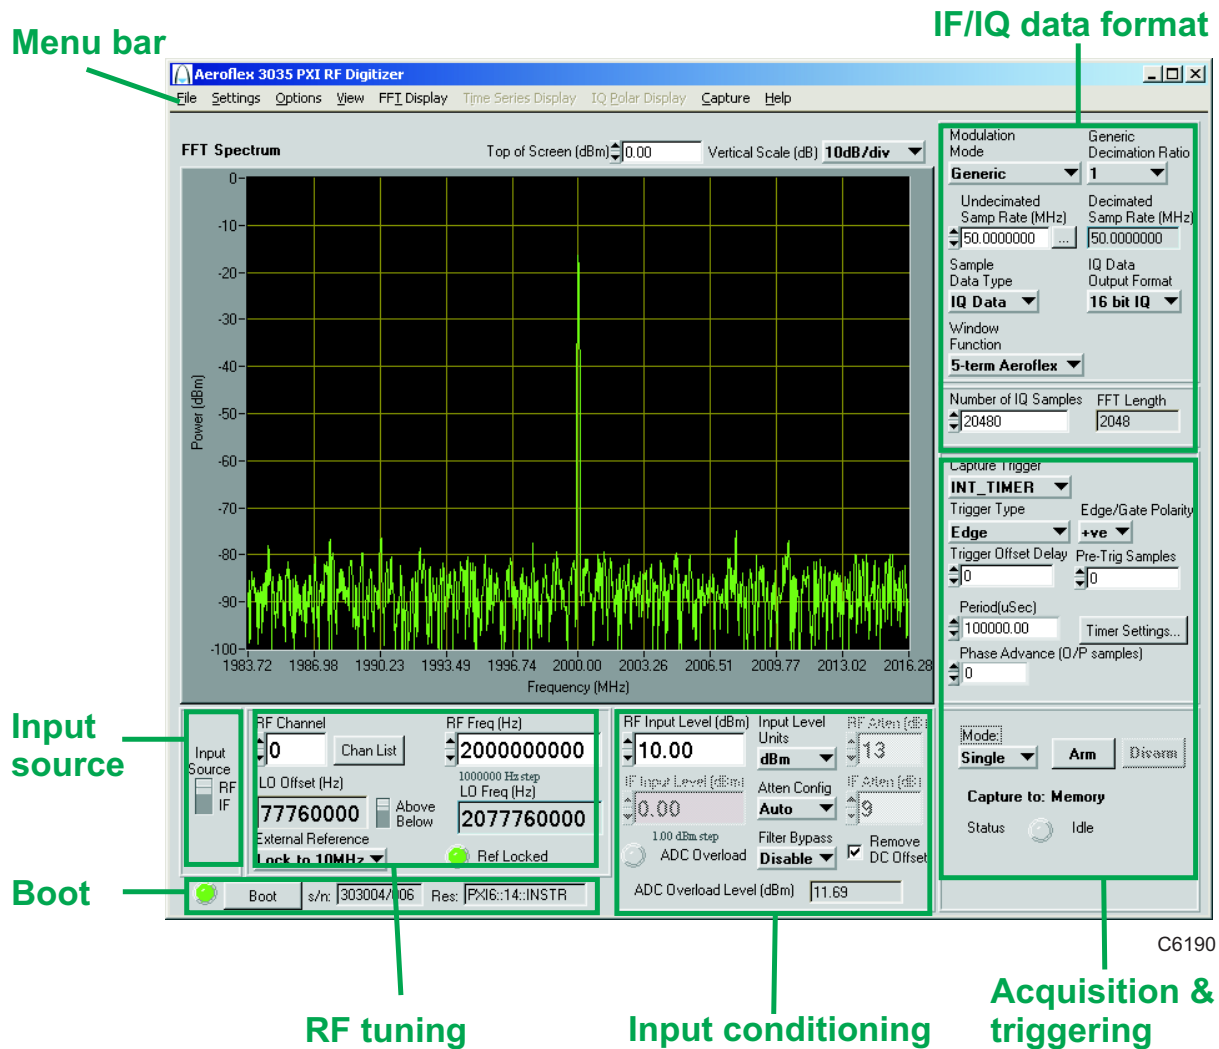 Menu bar
IF/IQ data format
Aeroflex 3035 PXI RF Digitizer
File Settings Options View FFT Display Time Series Display IQ Polar Display Capture Help
FFT Spectrum
Top of Screen (dBm) 0.00
Vertical Scale (dB) 10dB/div
0
-10
-20
-30
-40
-50
-60
-70
-80
-90
-100
Power (dBm)
1983.72 1986.98 1990.23 1993.49 1996.74 2000.00 2003.26 2006.51 2009.77 2013.02 2016.28
Frequency (MHz)
Modulation Mode
Generic
Generic Decimation Ratio
1
Undecimated Samp Rate (MHz)
50.0000000 ...
Decimated Samp Rate (MHz)
50.0000000
Sample Data Type
IQ Data
IQ Data Output Format
16 bit IQ
Window Function
5-term Aeroflex
Number of IQ Samples
20480
FFT Length
2048
Capture Trigger
INT_TIMER
Trigger Type
Edge
Edge/Gate Polarity
+ve
Trigger Offset Delay
0
Pre-Trig Samples
0
Period(uSec)
100000.00
Timer Settings...
Phase Advance (O/P samples)
0
Mode:
Single
Arm
Disarm
Capture to: Memory
Status Idle
Input source
Input Source
RF
IF
RF Channel
0
Chan List
RF Freq (Hz)
2000000000
1000000 Hz step
LO Offset (Hz)
77760000
Above
Below
LO Freq (Hz)
2077760000
External Reference
Lock to 10MHz
Ref Locked
RF Input Level (dBm)
10.00
Input Level Units
dBm
RF Atten (dB
13
IF Input Level (dBm)
0.00
1.00 dBm step
Atten Config
Auto
IF Atten (dB
9
ADC Overload
Filter Bypass
Disable
Remove DC Offset
ADC Overload Level (dBm) 11.69
Boot
Boot s/n: 303004/006 Res: PXI6::14::INSTR
C6190
RF tuning
Input conditioning
Acquisition &
triggering